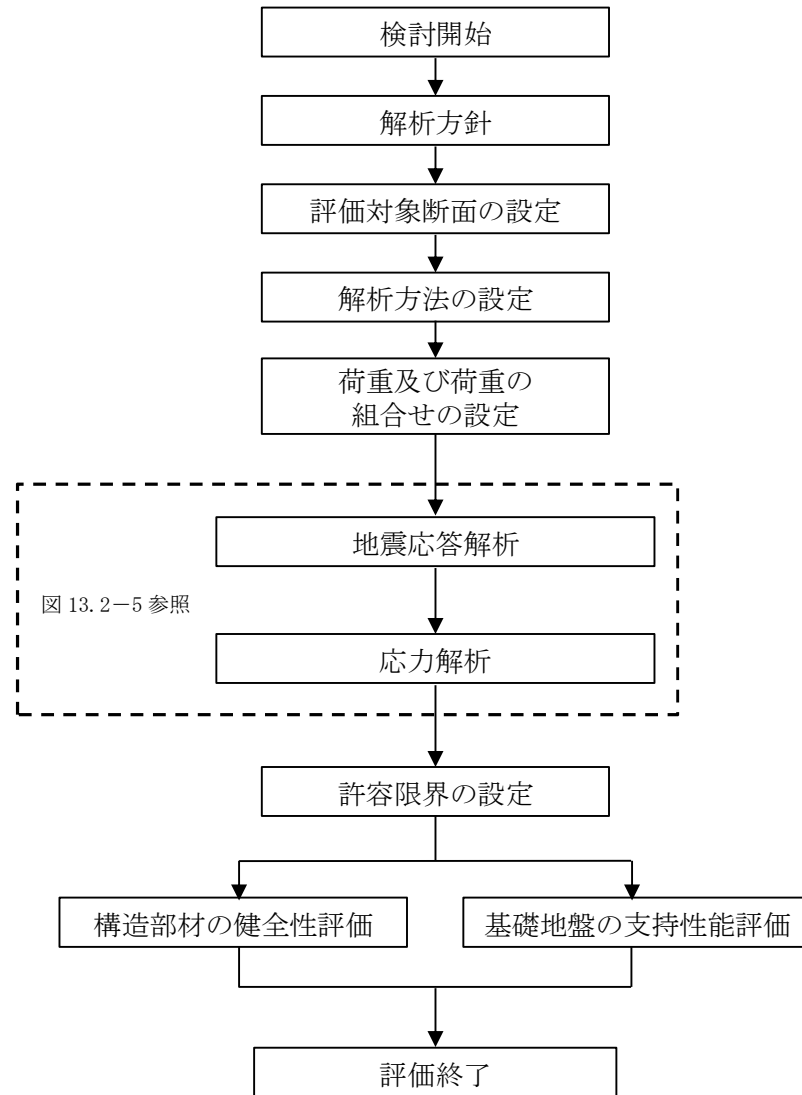 検討開始
解析方針
評価対象断面の設定
解析方法の設定
荷重及び荷重の
組合せの設定
地震応答解析
図 13.2－5 参照
応力解析
許容限界の設定
構造部材の健全性評価
基礎地盤の支持性能評価
評価終了